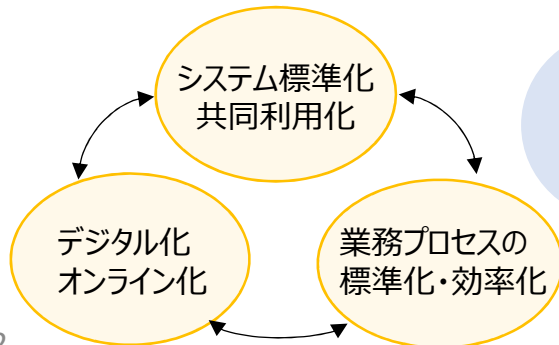 システム標準化
共同利用化
デジタル化
オンライン化
業務プロセスの
標準化・効率化